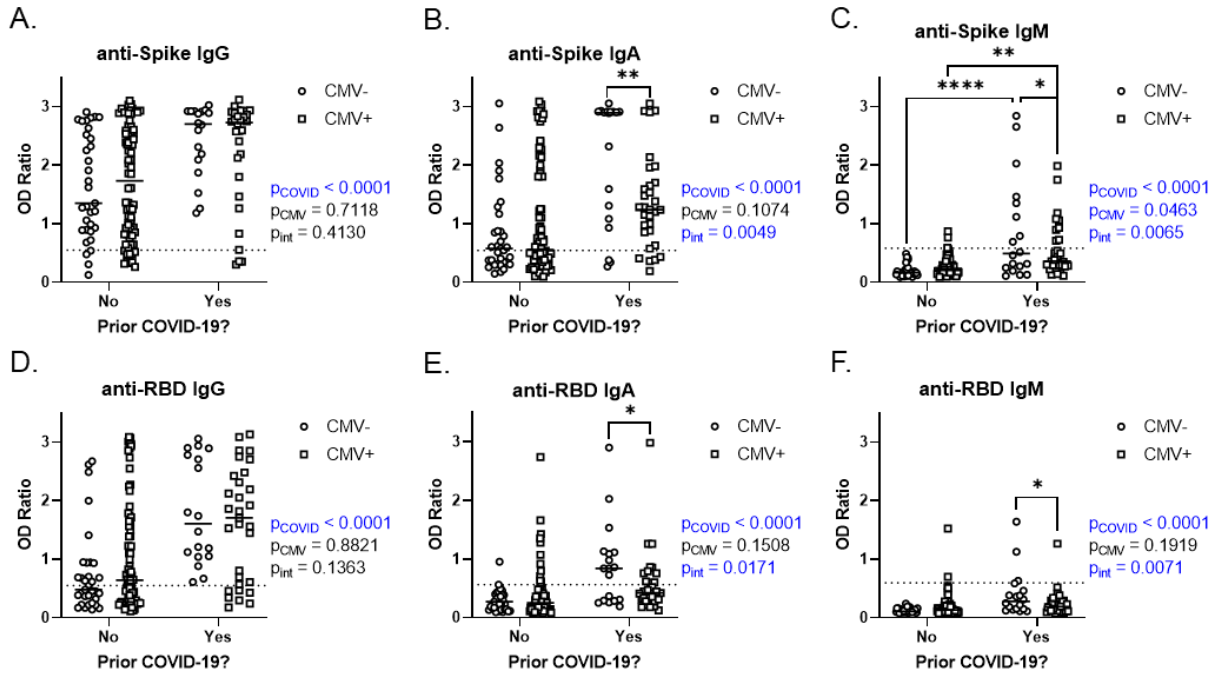 A.
anti-Spike IgG
OD Ratio
3
2
1
0
CMV-
CMV+
pCOVID < 0.0001
pCMV = 0.7118
pint = 0.4130
No Yes
Prior COVID-19?
B.
anti-Spike IgA
**
OD Ratio
3
2
1
0
CMV-
CMV+
pCOVID < 0.0001
pCMV = 0.1074
pint = 0.0049
No Yes
Prior COVID-19?
C.
anti-Spike IgM
**
**** *
OD Ratio
3
2
1
0
CMV-
CMV+
pCOVID < 0.0001
pCMV = 0.0463
pint = 0.0065
No Yes
Prior COVID-19?
D.
anti-RBD IgG
OD Ratio
3
2
1
0
CMV-
CMV+
pCOVID < 0.0001
pCMV = 0.8821
pint = 0.1363
No Yes
Prior COVID-19?
E.
anti-RBD IgA
*
OD Ratio
3
2
1
0
CMV-
CMV+
pCOVID < 0.0001
pCMV = 0.1508
pint = 0.0171
No Yes
Prior COVID-19?
F.
anti-RBD IgM
*
OD Ratio
3
2
1
0
CMV-
CMV+
pCOVID < 0.0001
pCMV = 0.1919
pint = 0.0071
No Yes
Prior COVID-19?